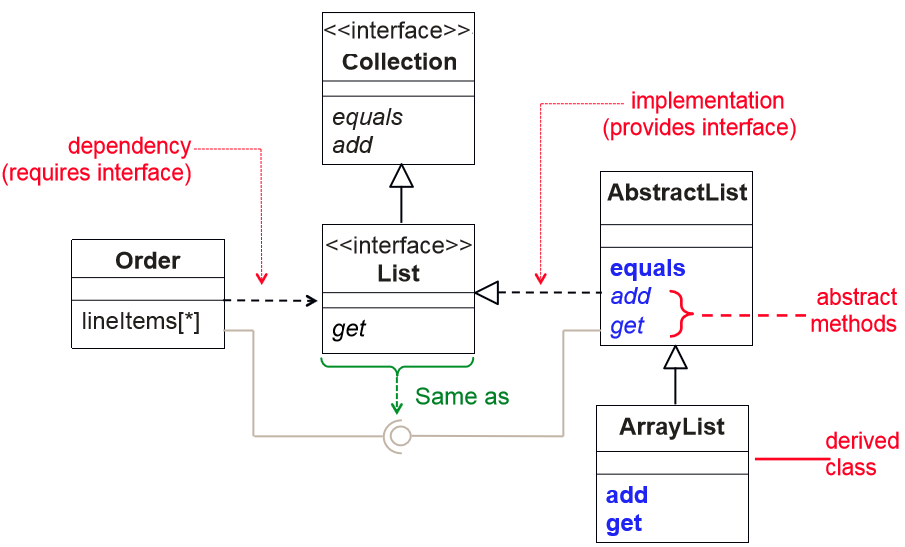 <<interface>>
Collection
equals
add
implementation
(provides interface)
dependency
(requires interface)
AbstractList
equals
add
get
abstract
methods
<<interface>>
List
get
Order
lineItems[*]
Same as
ArrayList
add
get
derived
class